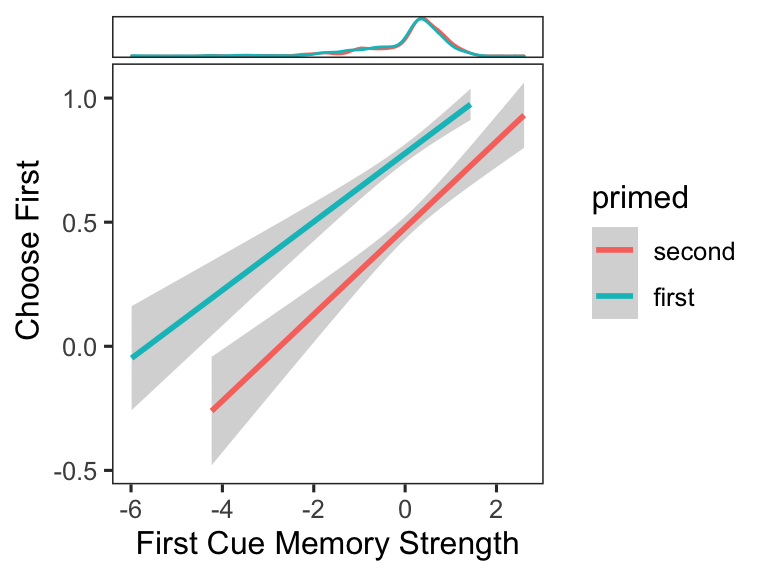 1.0
0.5
0.0
-0.5
Choose First
-6
-4
-2
0
2
First Cue Memory Strength
primed
second
first